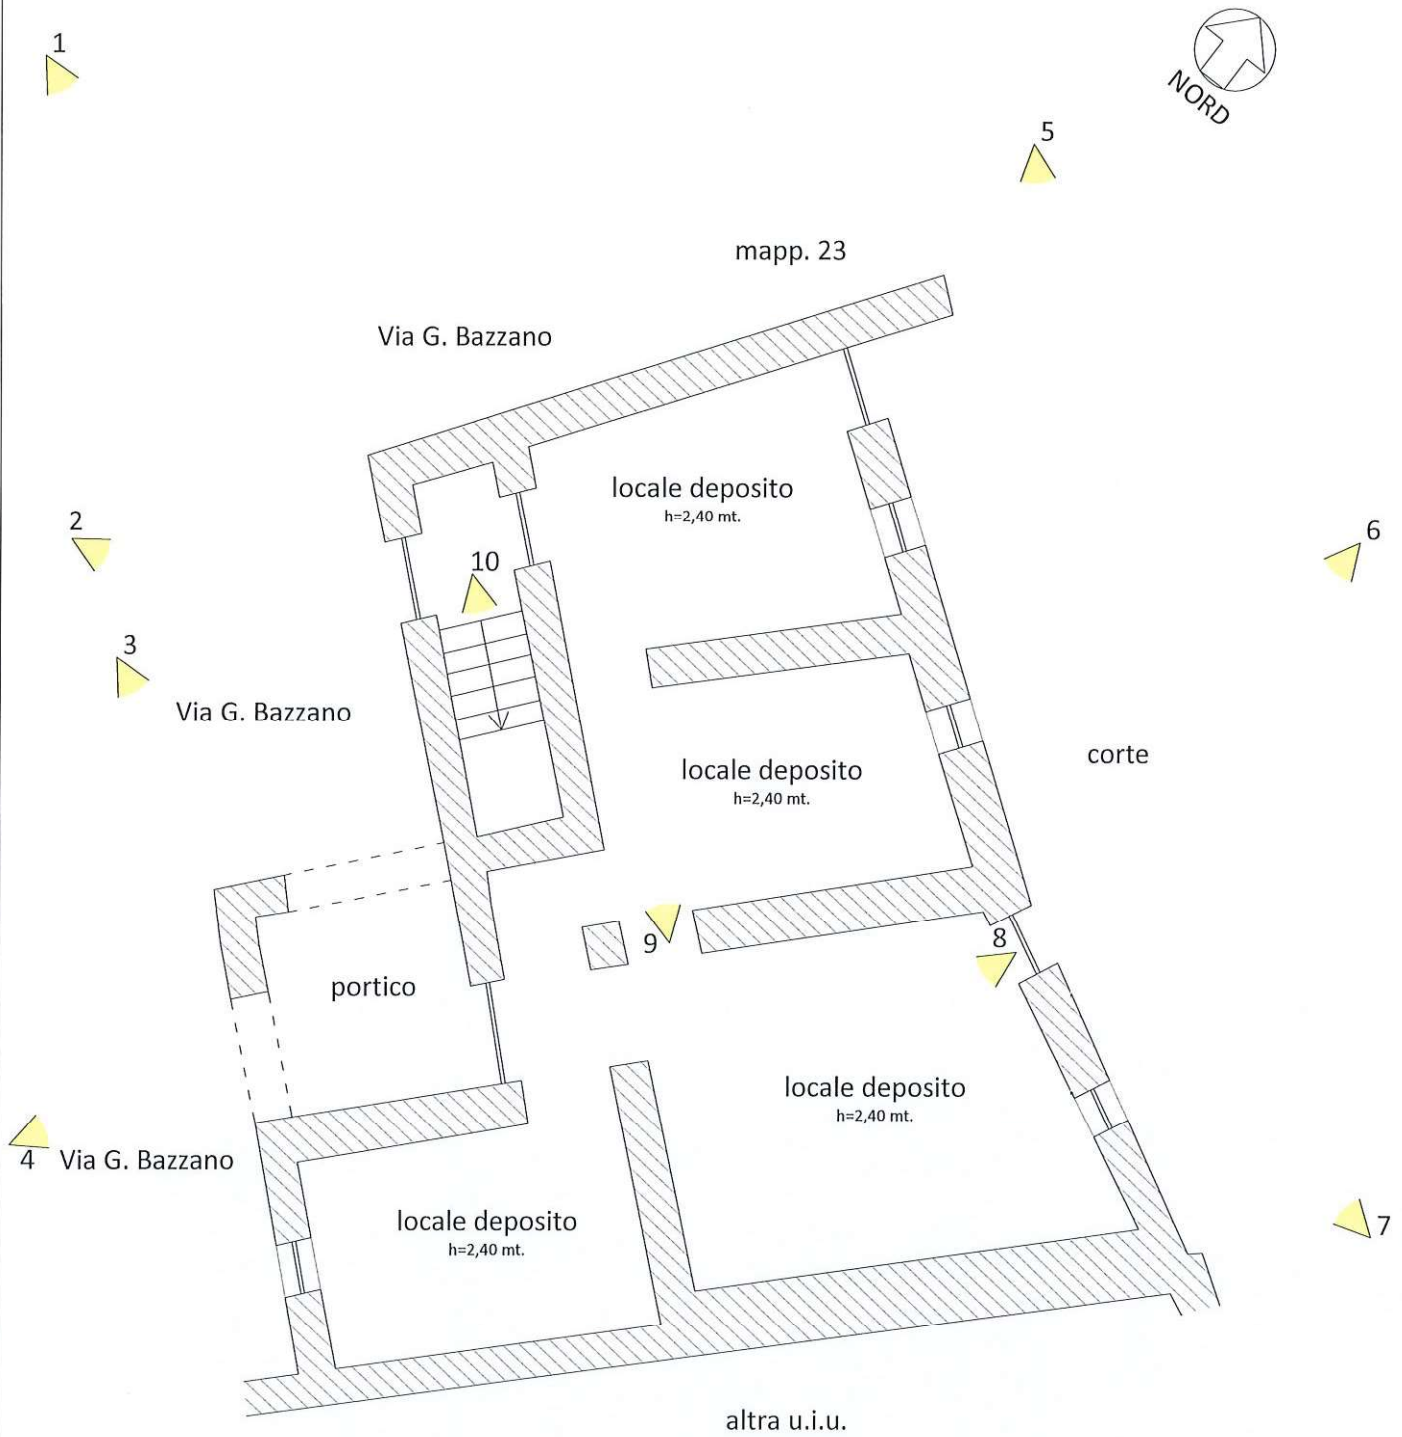 1
NORD
5
mapp. 23
Via G. Bazzano
locale deposito
h=2,40 mt.
2
6
10
3
Via G. Bazzano
corte
locale deposito
h=2,40 mt.
9
8
portico
locale deposito
h=2,40 mt.
4
Via G. Bazzano
locale deposito
h=2,40 mt.
7
altra u.i.u.